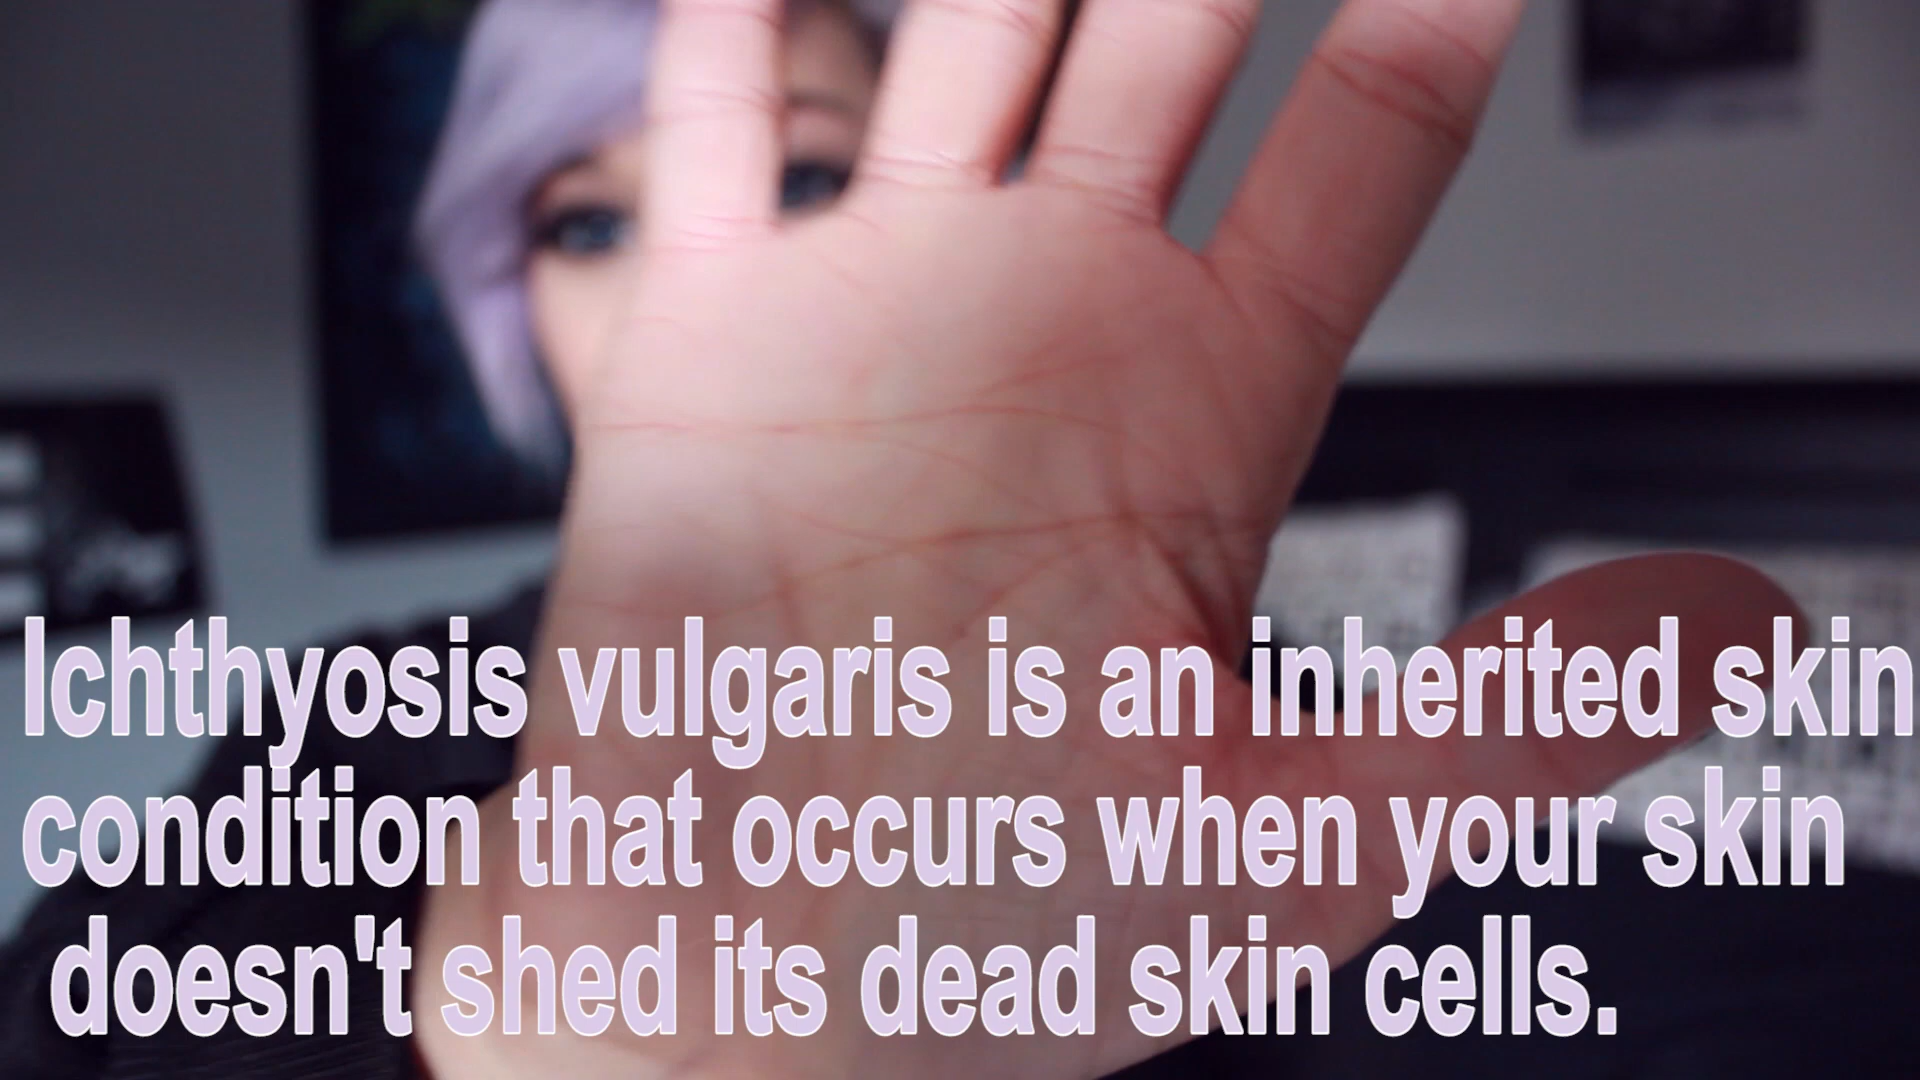 Ichthyosis vulgaris is an inherited skin
condition that occurs when your skin
doesn't shed its dead skin cells.